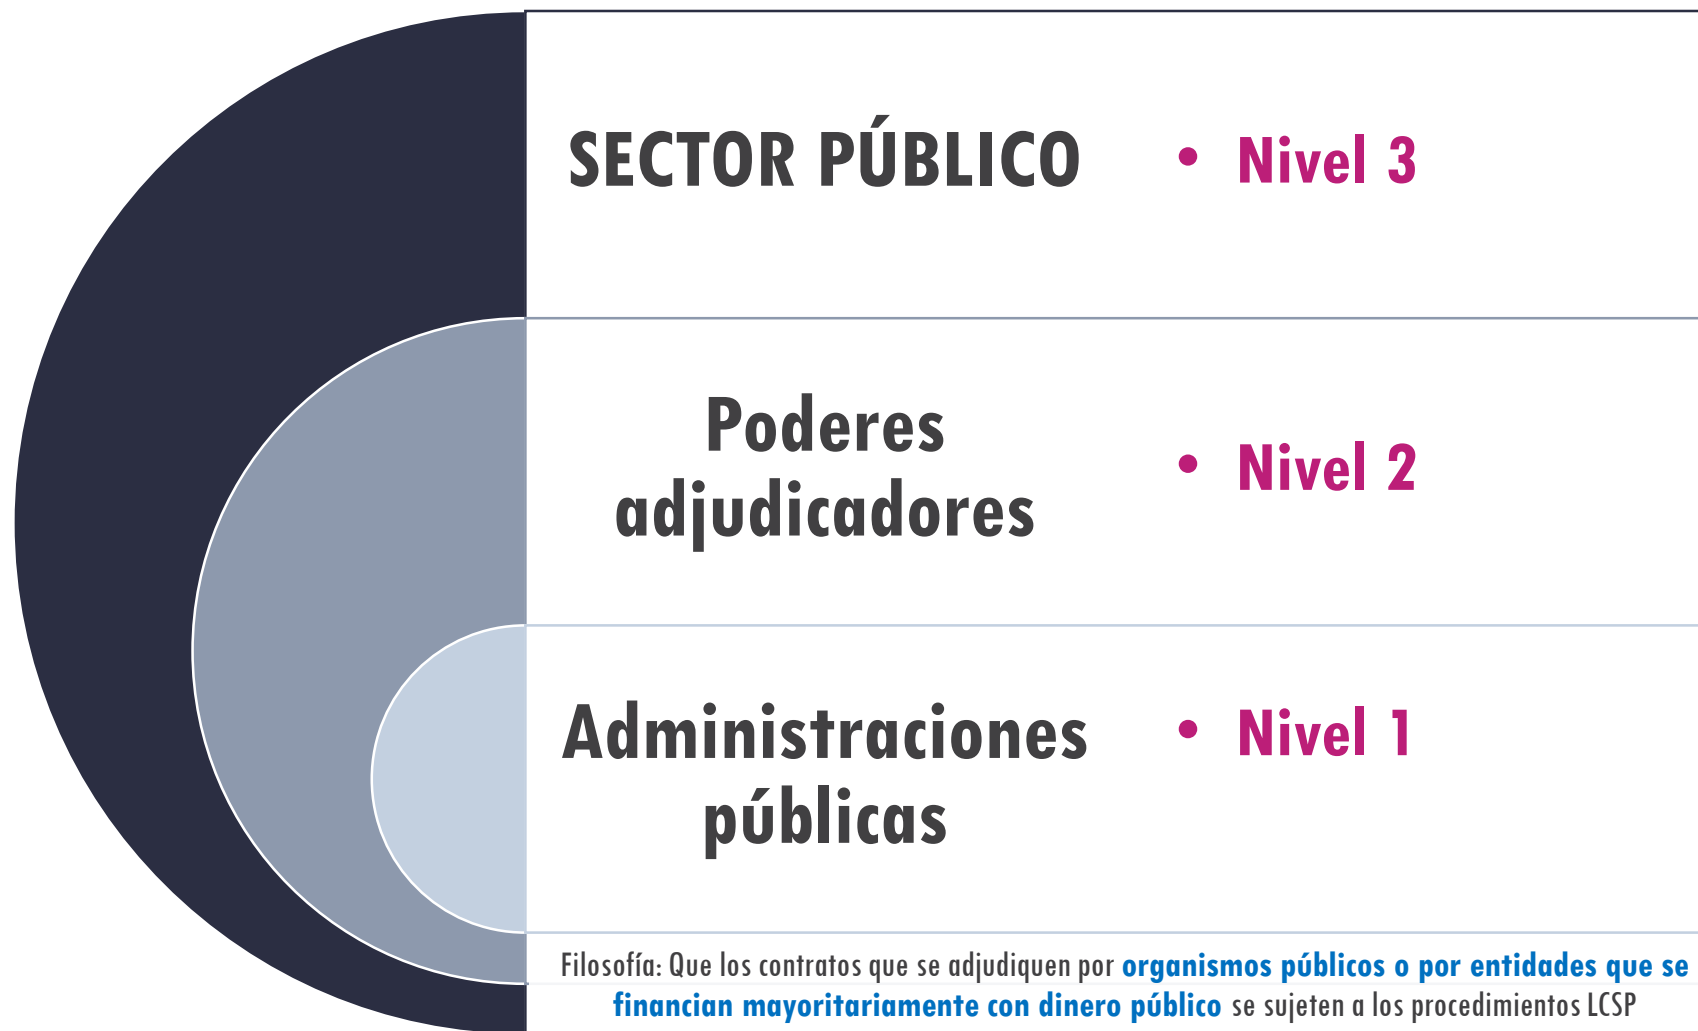 SECTOR PÚBLICO
• Nivel 3
Poderes
adjudicadores
• Nivel 2
Administraciones
públicas
• Nivel 1
Filosofía: Que los contratos que se adjudiquen por organismos públicos o por entidades que se
financian mayoritariamente con dinero público se sujeten a los procedimientos LCSP